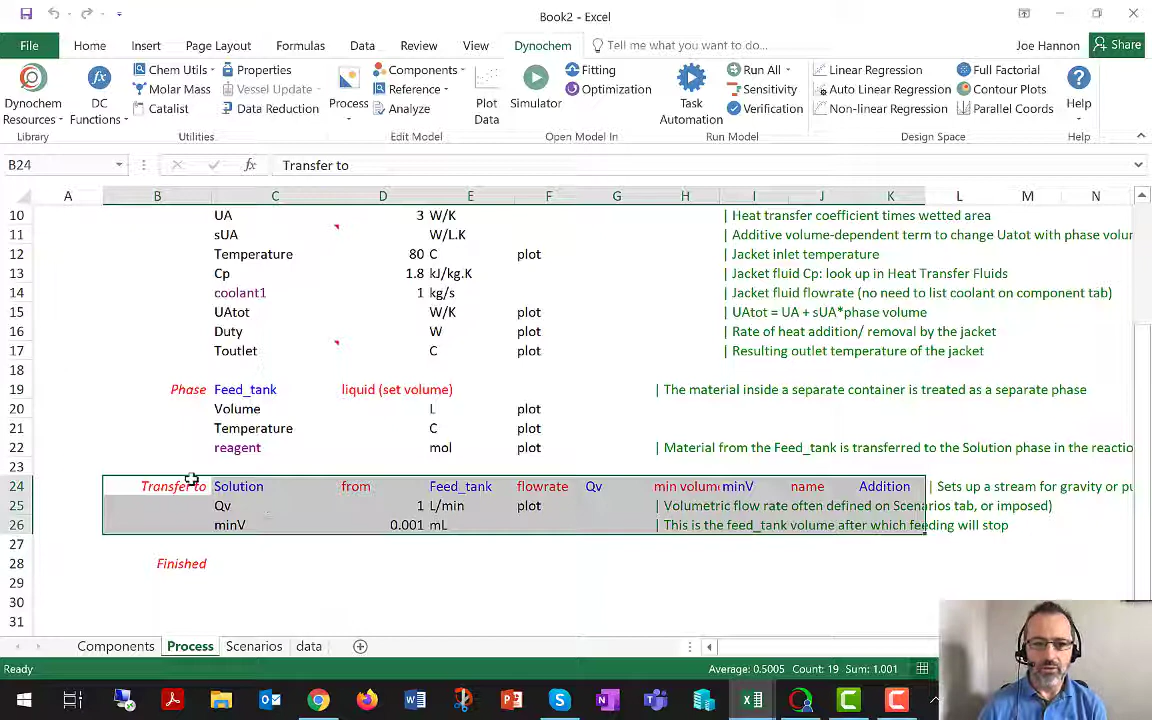 Book2 - Excel
File Home Insert Page Layout Formulas Data Review View Dynochem Tell me what you want to do... Joe Hannon Share
Chem Utils Properties Components Fitting Run All Linear Regression Full Factorial
Molar Mass Vessel Update Reference Optimization Sensitivity Auto Linear Regression Contour Plots
Dynochem Resources DC Functions Catalist Data Reduction Process Analyze Plot Data Simulator Task Automation Verification Non-linear Regression Parallel Coords Help
Library Utilities Edit Model Open Model In Run Model Design Space Help
B24 fx Transfer to
A B C D E F G H I J K L M N
10 UA 3 W/K | Heat transfer coefficient times wetted area
11 sUA W/L.K | Additive volume-dependent term to change Uatot with phase volur
12 Temperature 80 C plot | Jacket inlet temperature
13 Cp 1.8 kJ/kg.K | Jacket fluid Cp: look up in Heat Transfer Fluids
14 coolant1 1 kg/s | Jacket fluid flowrate (no need to list coolant on component tab)
15 UAtot W/K plot | UAtot = UA + sUA*phase volume
16 Duty W plot | Rate of heat addition/ removal by the jacket
17 Toutlet C plot | Resulting outlet temperature of the jacket
18
19 Phase Feed_tank liquid (set volume) | The material inside a separate container is treated as a separate phase
20 Volume L plot
21 Temperature C plot
22 reagent mol plot | Material from the Feed_tank is transferred to the Solution phase in the reactio
23
24 Transfer to Solution from Feed_tank flowrate Qv min volum minV name Addition | Sets up a stream for gravity or pu
25 Qv 1 L/min plot | Volumetric flow rate often defined on Scenarios tab, or imposed)
26 minV 0.001 mL | This is the feed_tank volume after which feeding will stop
27
28 Finished
29
30
31
Components Process Scenarios data
Ready Average: 0.5005 Count: 19 Sum: 1.001